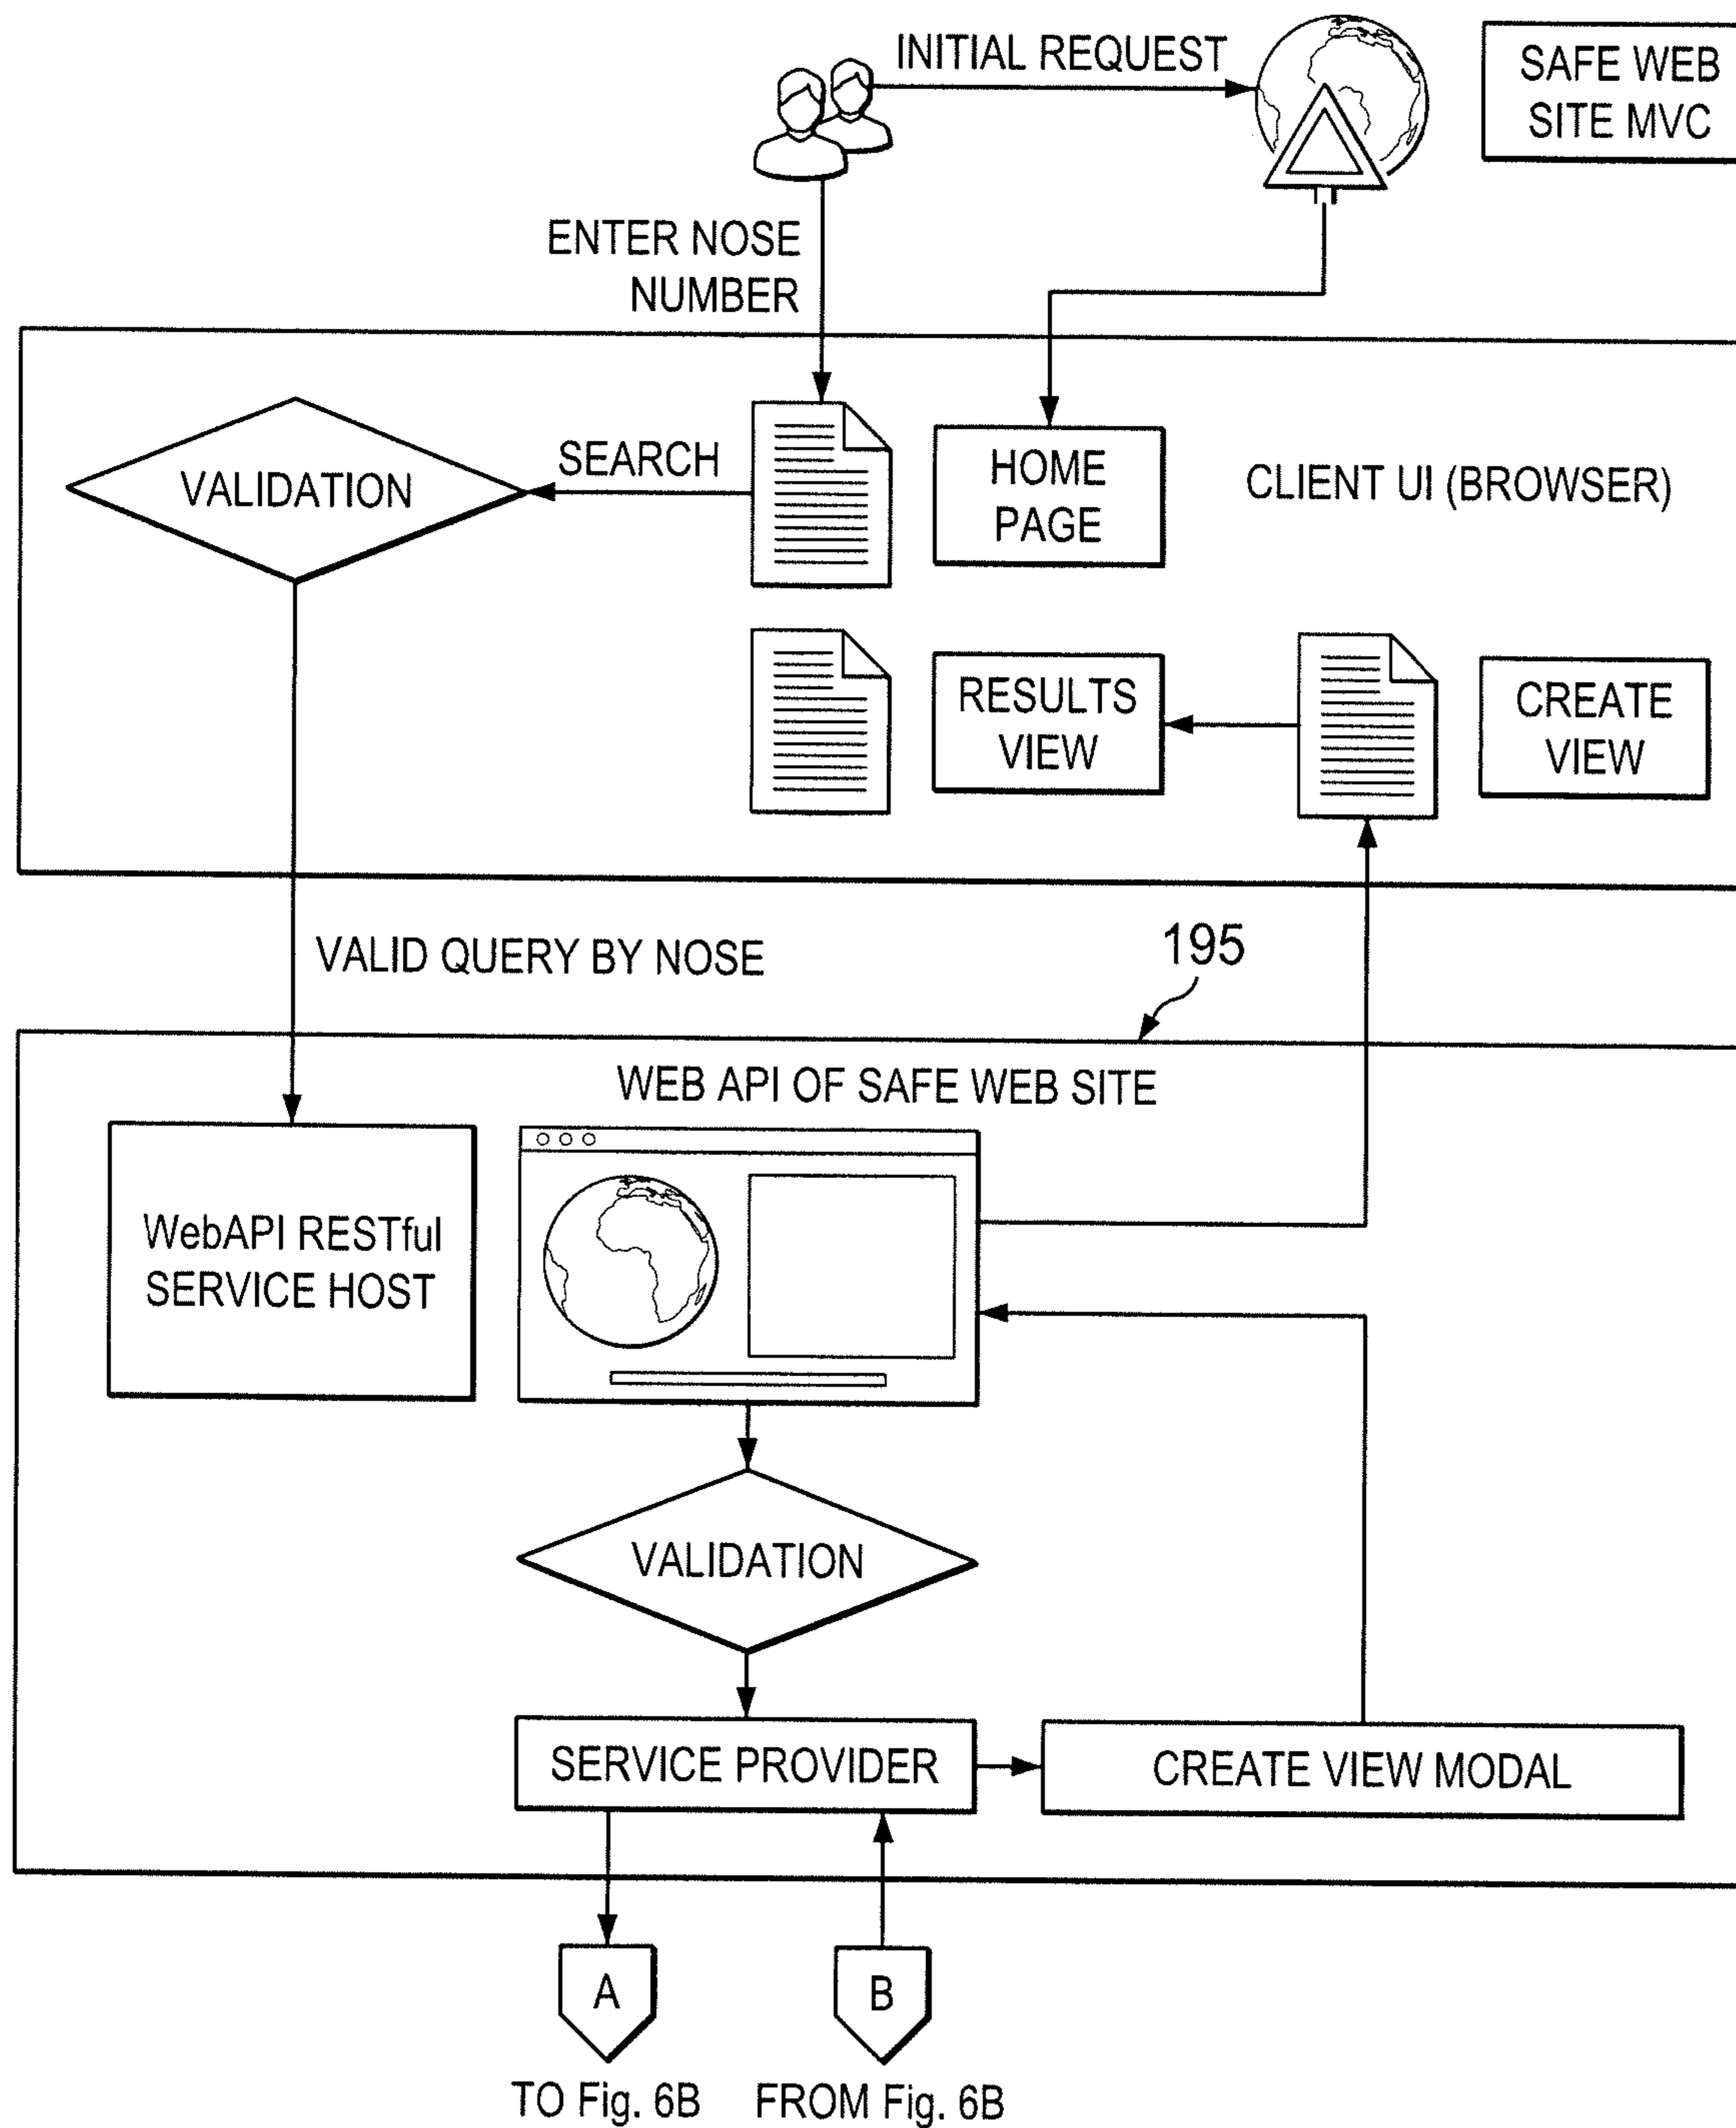 INITIAL REQUEST
SAFE WEB
SITE MVC
ENTER NOSE
NUMBER
VALIDATION
SEARCH
HOME
PAGE
CLIENT UI (BROWSER)
RESULTS
VIEW
CREATE
VIEW
VALID QUERY BY NOSE
195
WEB API OF SAFE WEB SITE
WebAPI RESTful
SERVICE HOST
VALIDATION
SERVICE PROVIDER
CREATE VIEW MODAL
A
B
TO Fig. 6B
FROM Fig. 6B